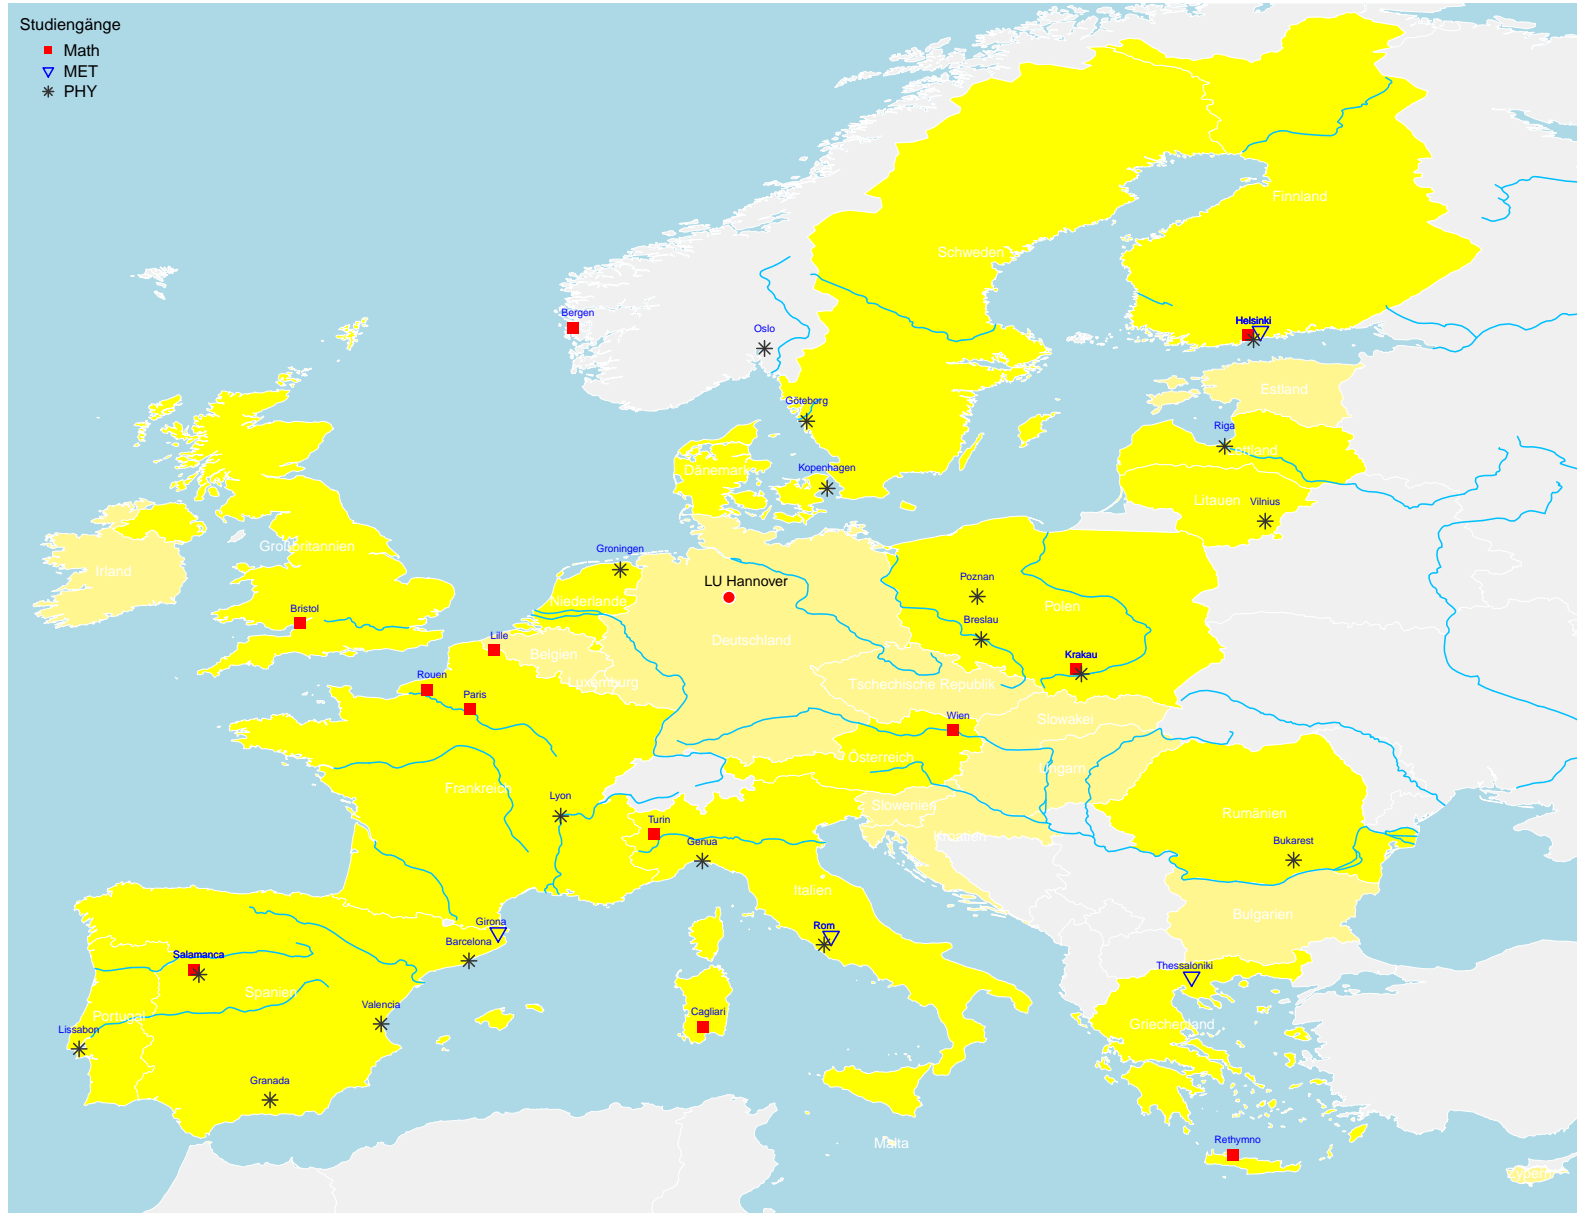 Studiengänge
Math
MET
PHY
Finnland
Schweden
Bergen
Oslo
Helsinki
Estland
Götebørg
Riga
Lettland
Kopenhagen
Dänemark
Litauen
Vilnius
Großbritannien
Groningen
Irland
LU Hannover
Poznan
Niederlande
Polen
Bristol
Breslau
Lille
Deutschland
Belgien
Krakau
Rouen
Luxemburg
Tschechische Republik
Paris
Wien
Slowakei
Österreich
Ungarn
Frankreich
Lyon
Slowenien
Rumänien
Turin
Kroatien
Genua
Bukarest
Italien
Bulgarien
Girona
Rom
Barcelona
Salamanca
Thessaloniki
Spanien
Valencia
Portugal
Cagliari
Griechenland
Lissabon
Granada
Rethymno
Malta
Zypern